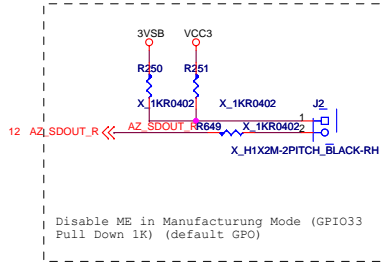 3VSB VCC3
R250 R251
X_1KR0402 X_1KR0402
J2
1
12 AZ_SDOUT_R AZ_SDOUT_R R649 X_1KR0402 2
X_H1X2M-2PITCH_BLACK-RH
Disable ME in Manufacturung Mode (GPIO33
Pull Down 1K) (default GPO)